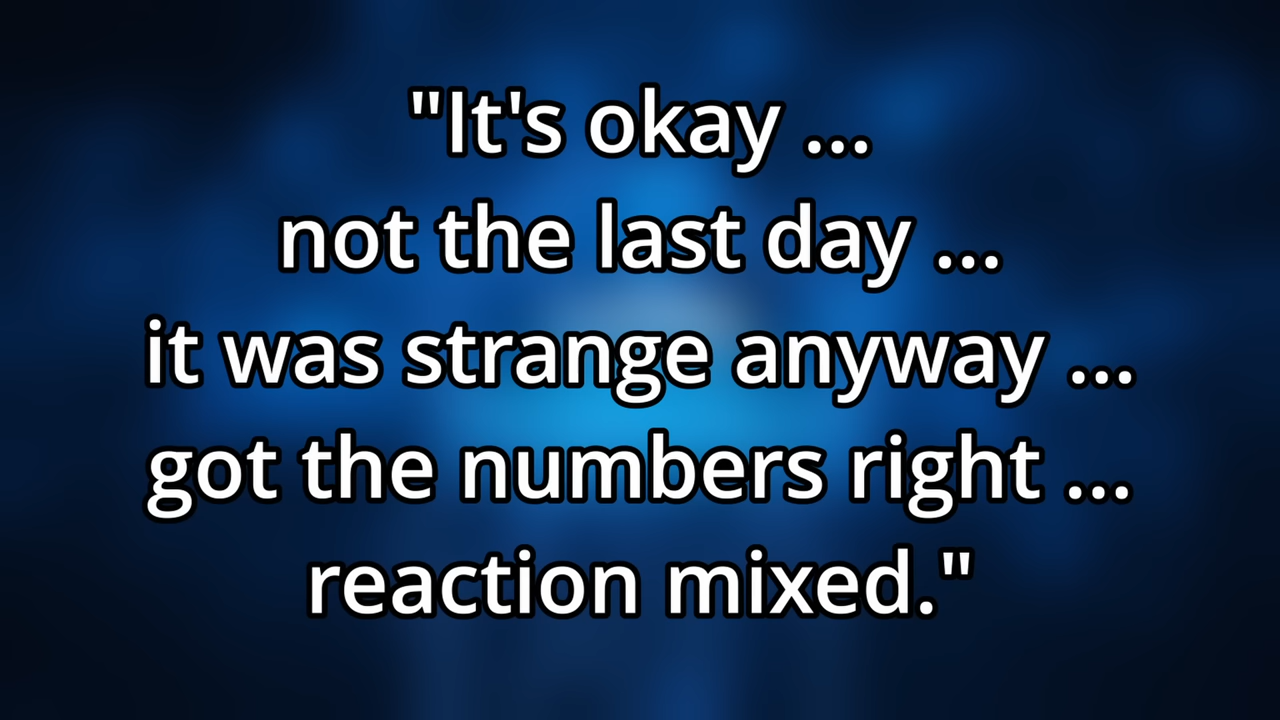 "It's okay ...
not the last day ...
it was strange anyway ...
got the numbers right ...
reaction mixed."